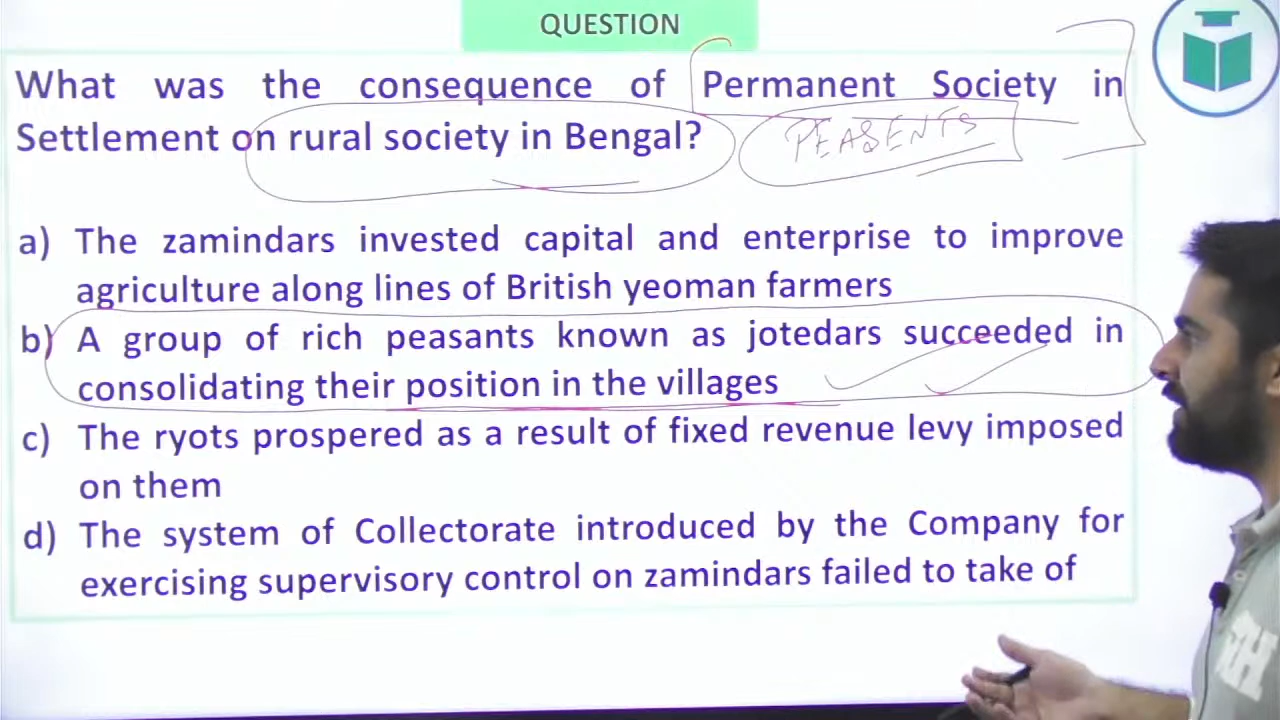 QUESTION
What was the consequence of Permanent Society in
Settlement on rural society in Bengal?
PEASENTS
a) The zamindars invested capital and enterprise to improve
agriculture along lines of British yeoman farmers
b) A group of rich peasants known as jotedars succeeded in
consolidating their position in the villages
c) The ryots prospered as a result of fixed revenue levy imposed
on them
d) The system of Collectorate introduced by the Company for
exercising supervisory control on zamindars failed to take of